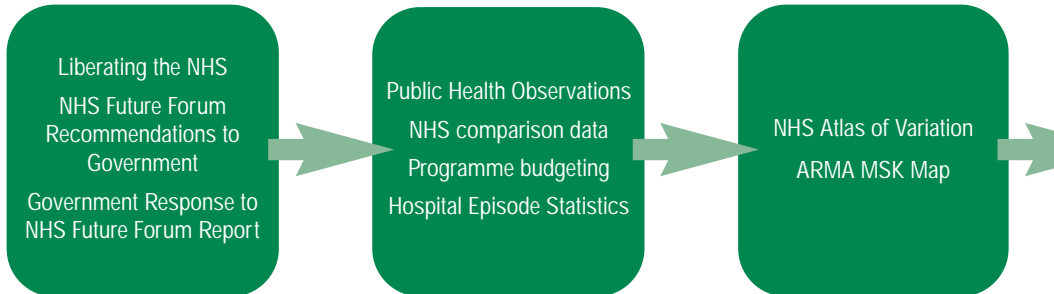 Liberating the NHS
NHS Future Forum
Recommendations to
Government
Government Response to
NHS Future Forum Report
Public Health Observations
NHS comparison data
Programme budgeting
Hospital Episode Statistics
NHS Atlas of Variation
ARMA MSK Map